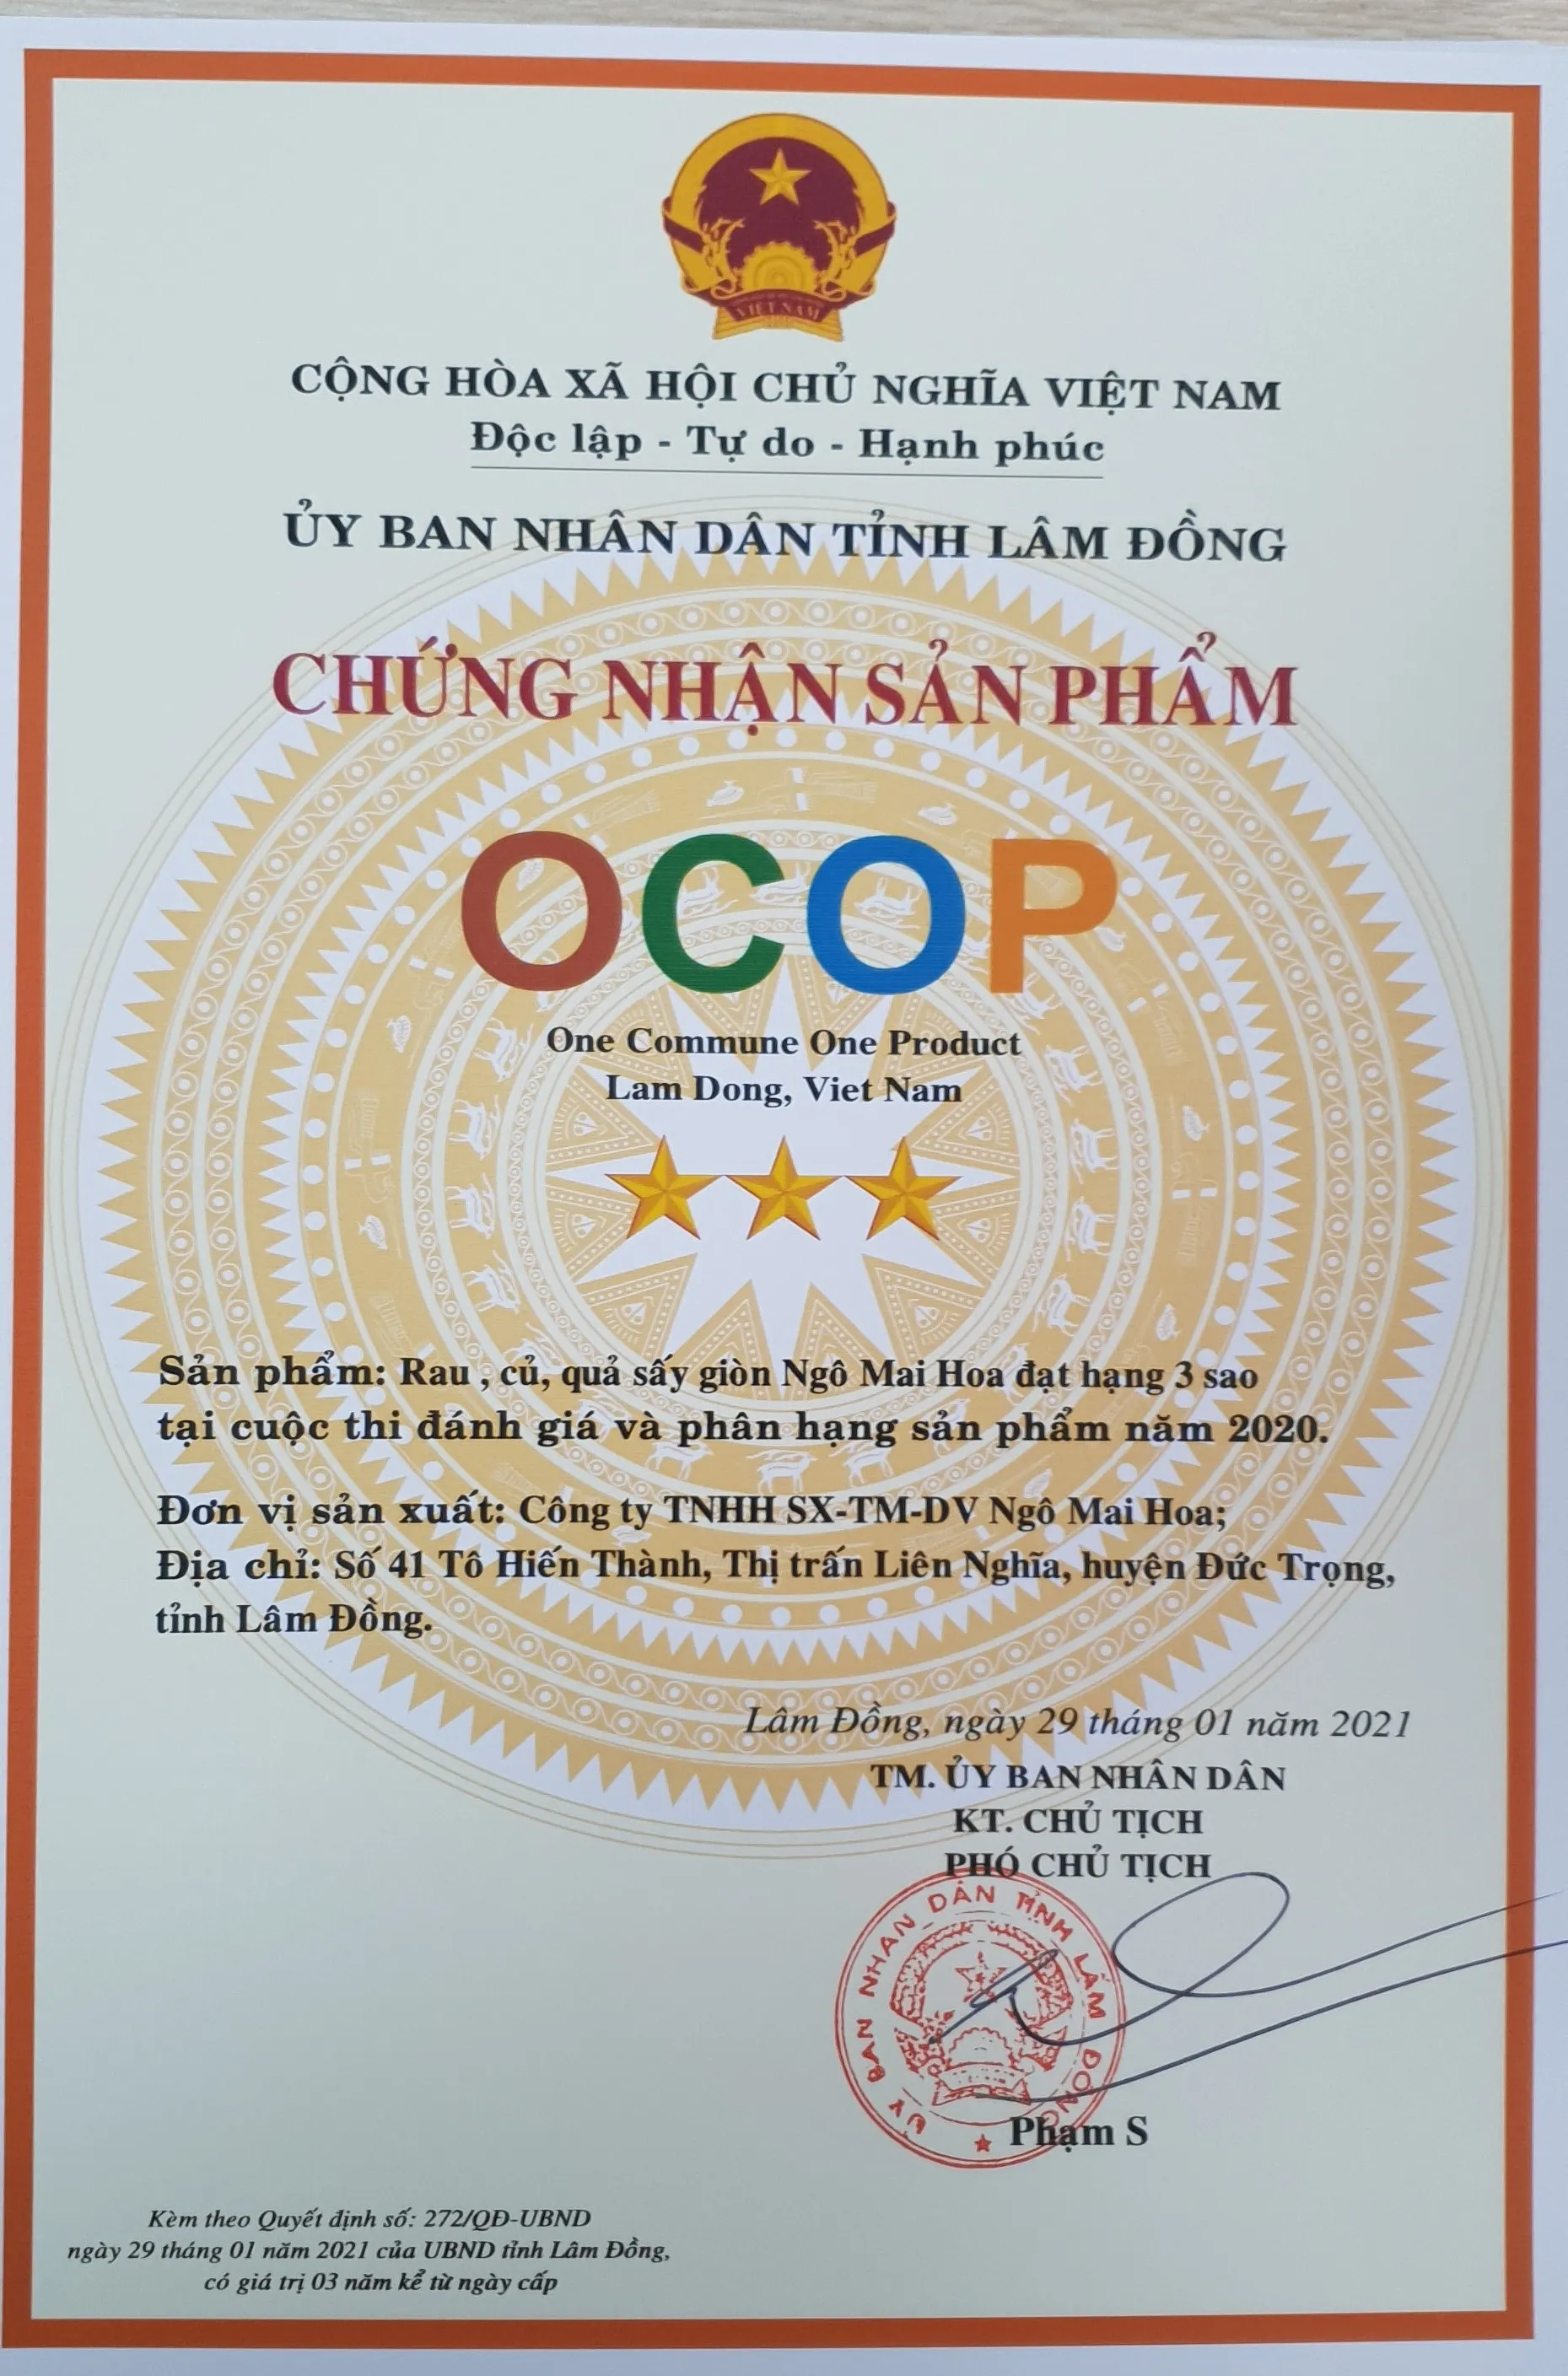 VIỆT NAM
CỘNG HÒA XÃ HỘI CHỦ NGHĨA VIỆT NAM
Độc lập - Tự do - Hạnh phúc
ỦY BAN NHÂN DÂN TỈNH LÂM ĐỒNG
CHỨNG NHẬN SẢN PHẨM
OCOP
One Commune One Product
Lam Dong, Viet Nam
Sản phẩm: Rau , củ, quả sấy giòn Ngô Mai Hoa đạt hạng 3 sao
tại cuộc thi đánh giá và phân hạng sản phẩm năm 2020.
Đơn vị sản xuất: Công ty TNHH SX-TM-DV Ngô Mai Hoa;
Địa chỉ: Số 41 Tô Hiến Thành, Thị trấn Liên Nghĩa, huyện Đức Trọng,
tỉnh Lâm Đồng.
Lâm Đồng, ngày 29 tháng 01 năm 2021
TM. ỦY BAN NHÂN DÂN
KT. CHỦ TỊCH
PHÓ CHỦ TỊCH
ỦY BAN NHÂN DÂN TỈNH LÂM ĐỒNG
Phạm S
Kèm theo Quyết định số: 272/QĐ-UBND
ngày 29 tháng 01 năm 2021 của UBND tỉnh Lâm Đồng,
có giá trị 03 năm kể từ ngày cấp